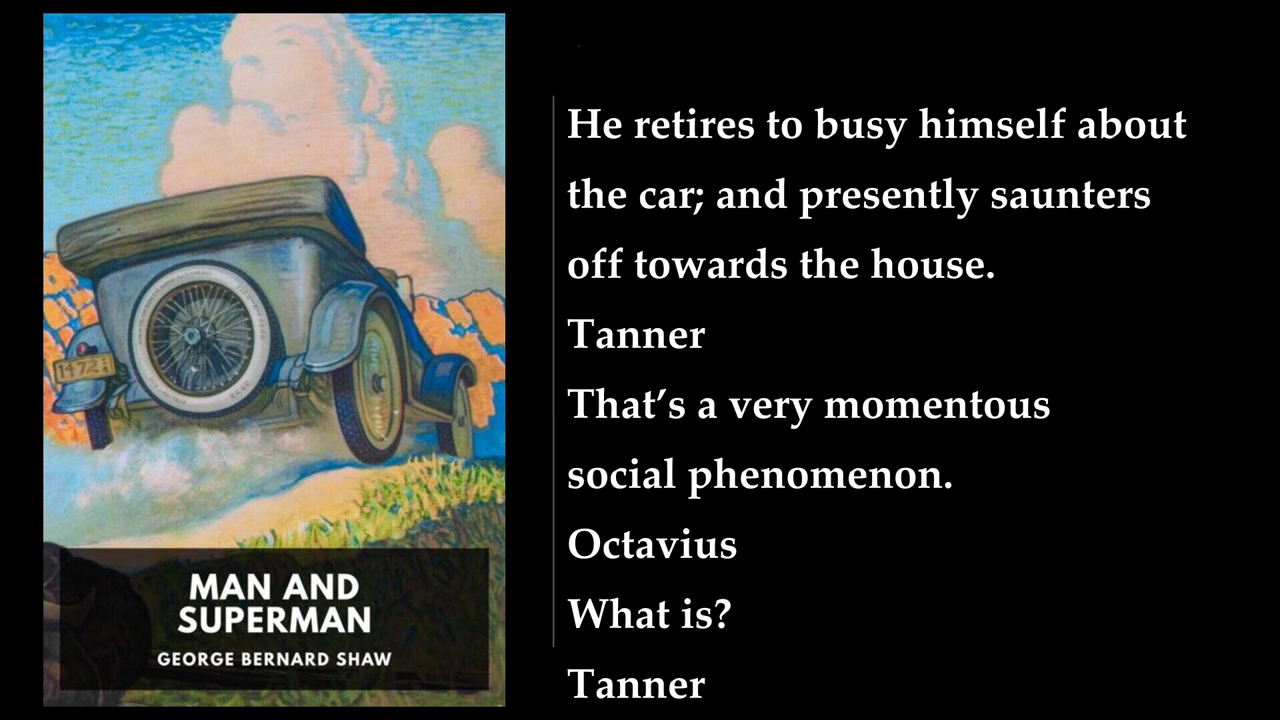 1472
MAN AND
SUPERMAN
GEORGE BERNARD SHAW
He retires to busy himself about
the car; and presently saunters
off towards the house.
Tanner
That’s a very momentous
social phenomenon.
Octavius
What is?
Tanner